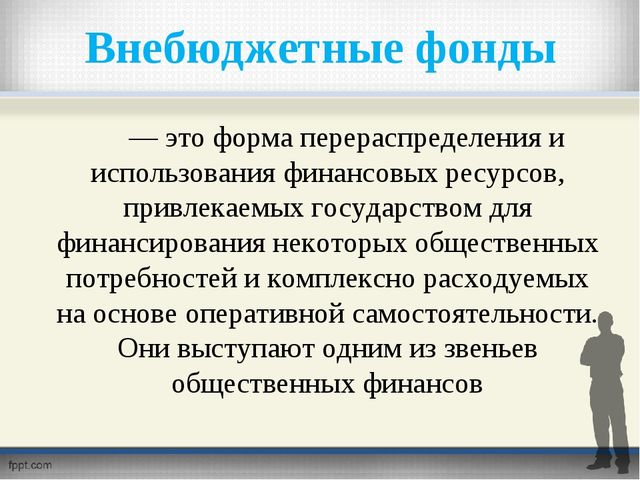 Внебюджетные фонды
— это форма перераспределения и
использования финансовых ресурсов,
привлекаемых государством для
финансирования некоторых общественных
потребностей и комплексно расходуемых
на основе оперативной самостоятельности.
Они выступают одним из звеньев
общественных финансов
fppt.com